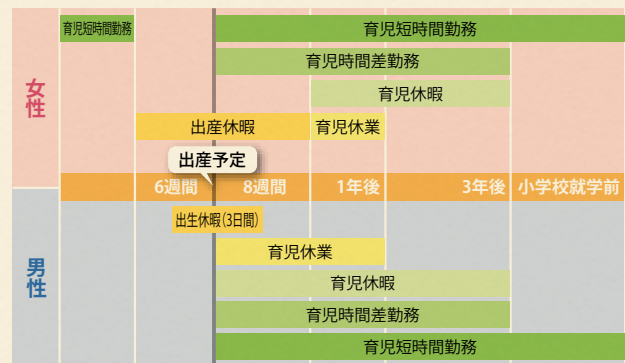 育児短時間勤務
育児短時間勤務
育児時間差勤務
育児休暇
出産休暇
育児休業
女性
出産予定
6週間
8週間
1年後
3年後
小学校就学前
出生休暇(3日間)
育児休業
育児休暇
育児時間差勤務
育児短時間勤務
男性